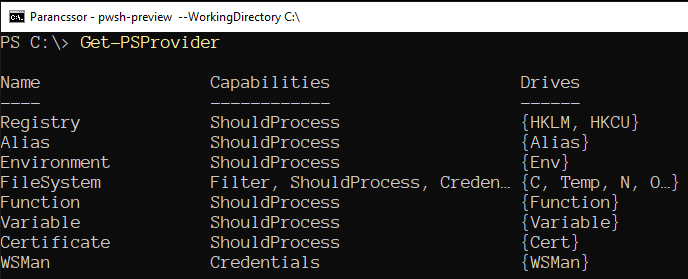 Parancssor - pwsh-preview --WorkingDirectory C:\
PS C:\> Get-PSProvider
Name Capabilities Drives
---- ------------ ------
Registry ShouldProcess {HKLM, HKCU}
Alias ShouldProcess {Alias}
Environment ShouldProcess {Env}
FileSystem Filter, ShouldProcess, Creden… {C, Temp, N, O…}
Function ShouldProcess {Function}
Variable ShouldProcess {Variable}
Certificate ShouldProcess {Cert}
WSMan Credentials {WSMan}